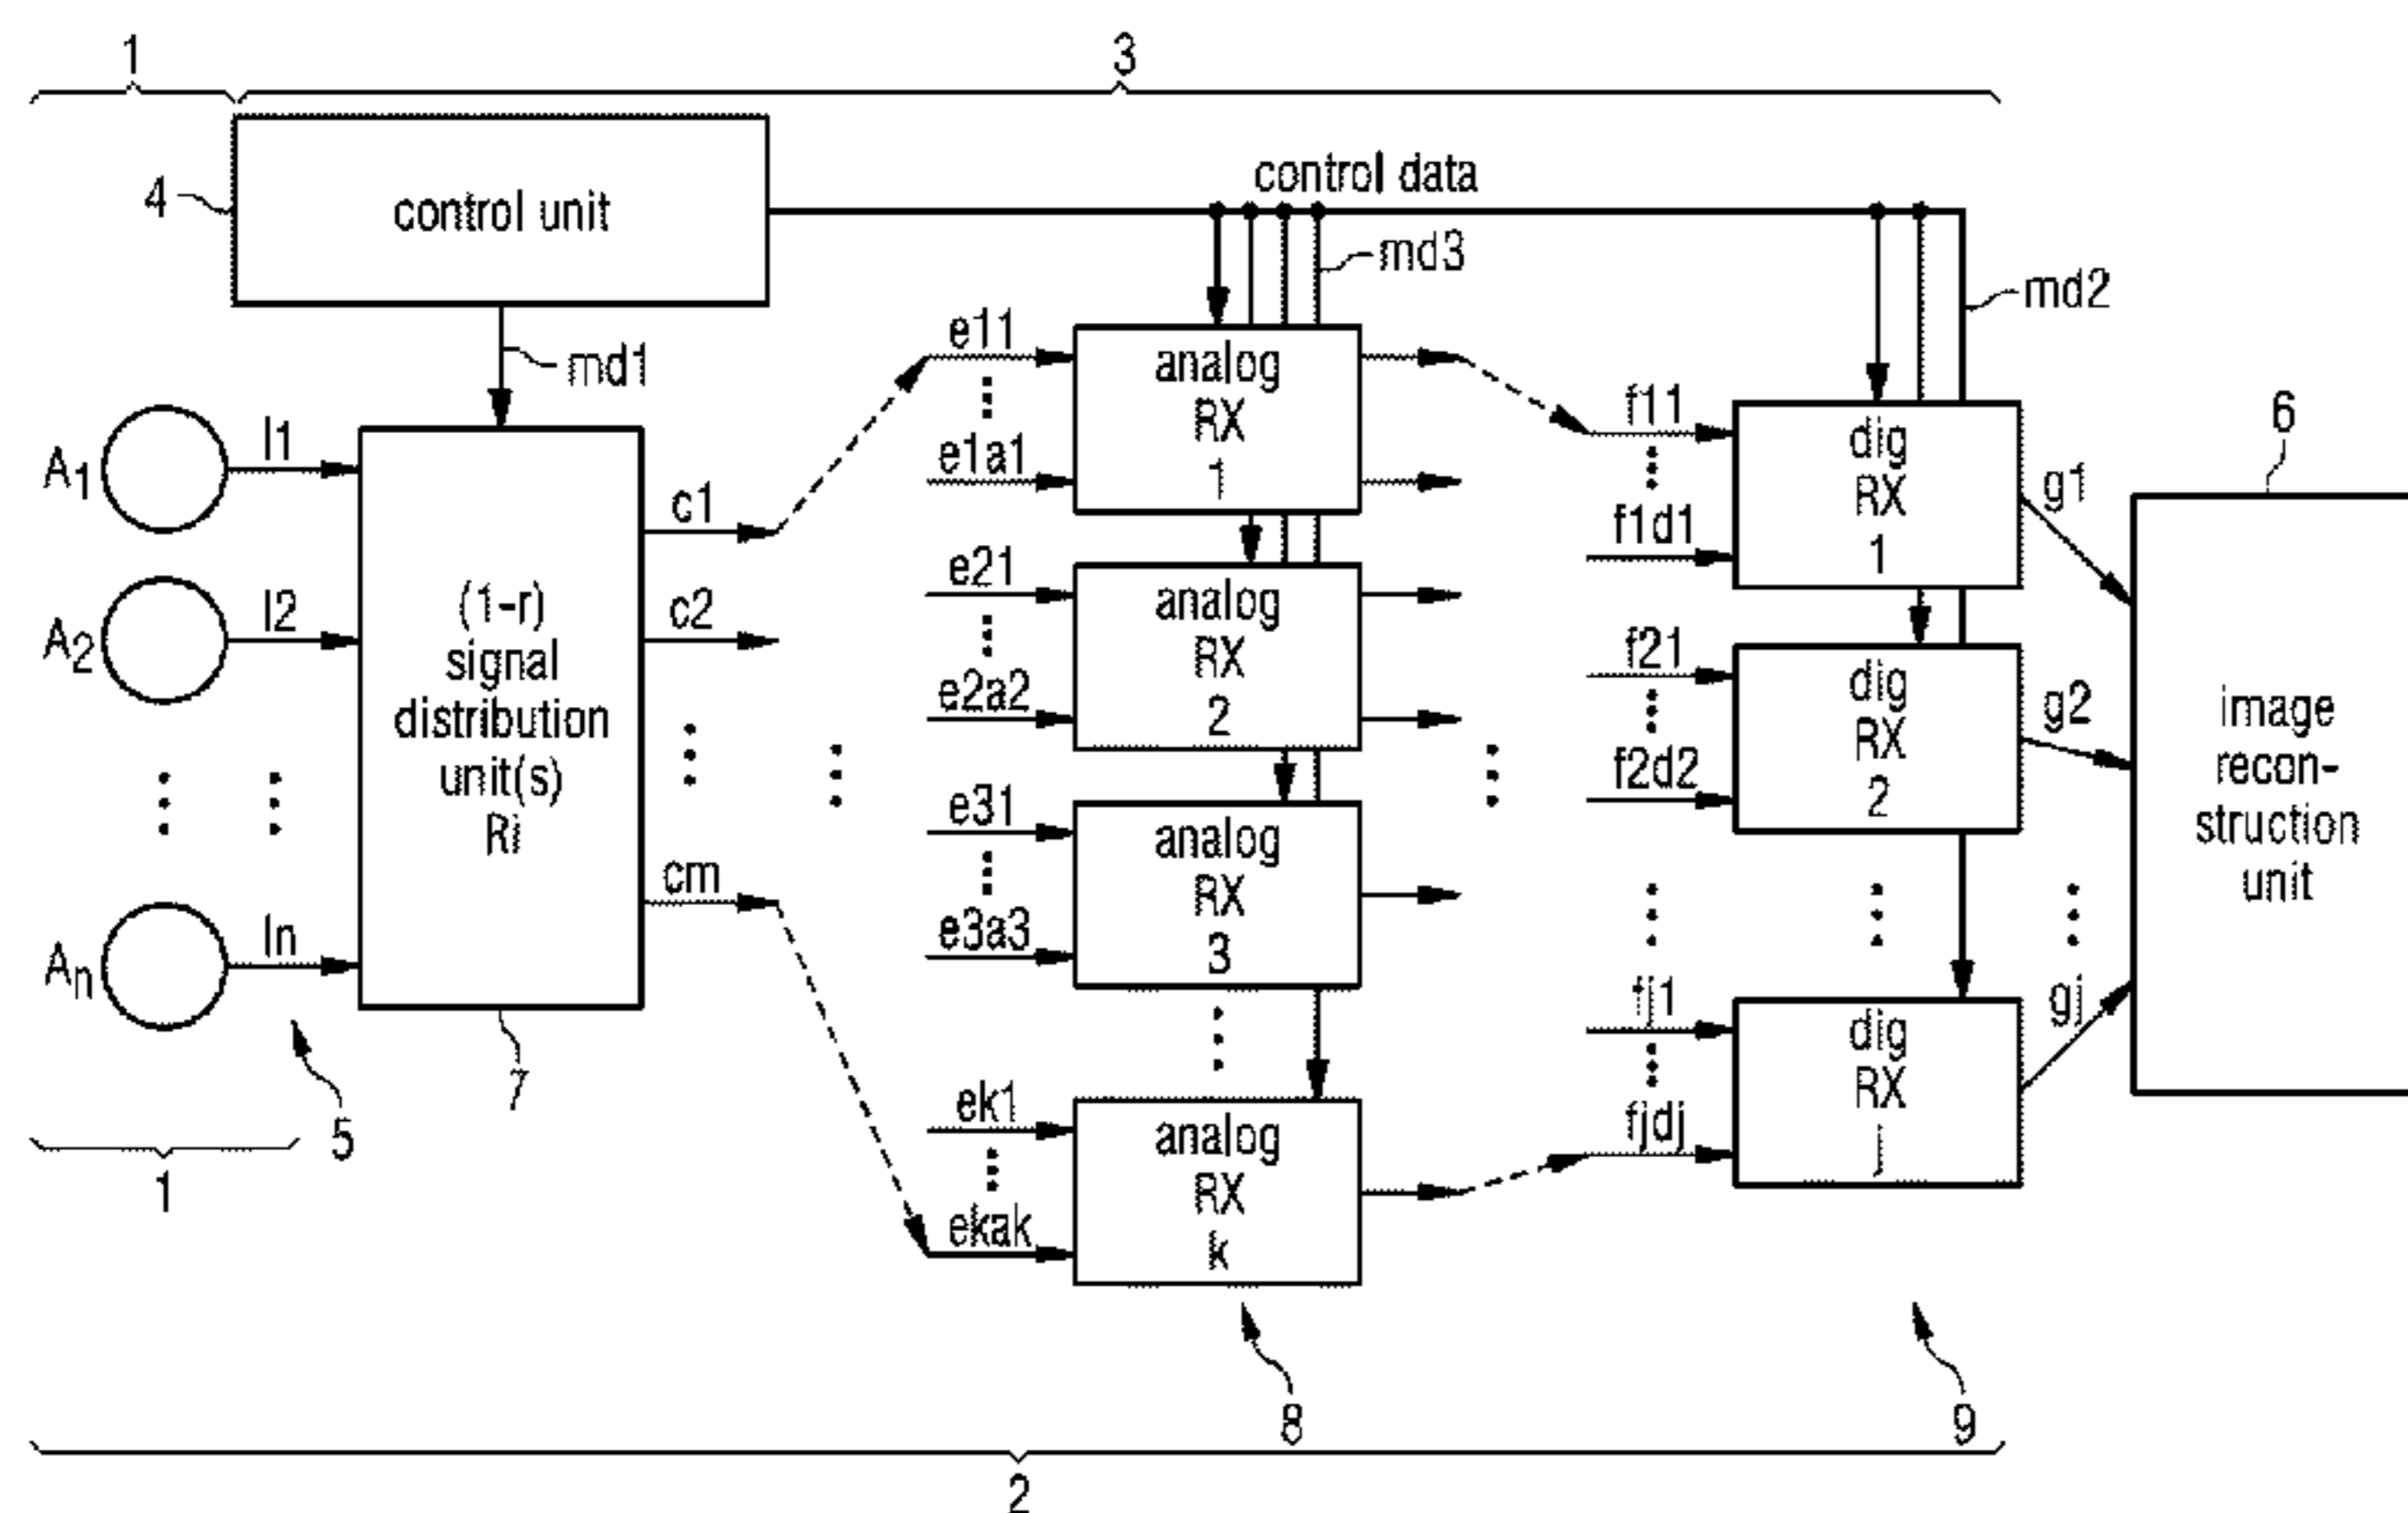 1
3
control data
4
control unit
md3
md2
md1
e11
e1a1
analog
RX
1
f11
f1d1
dig
RX
1
g1
6
A1
l1
c1
A2
l2
c2
(1-r)
signal
distribution
unit(s)
Ri
e21
e2a2
analog
RX
2
f21
f2d2
dig
RX
2
g2
image
recon-
struction
unit
cm
e31
e3a3
analog
RX
3
An
ln
fj1
fjdj
dig
RX
j
gj
5
7
1
ek1
ekak
analog
RX
k
8
9
2